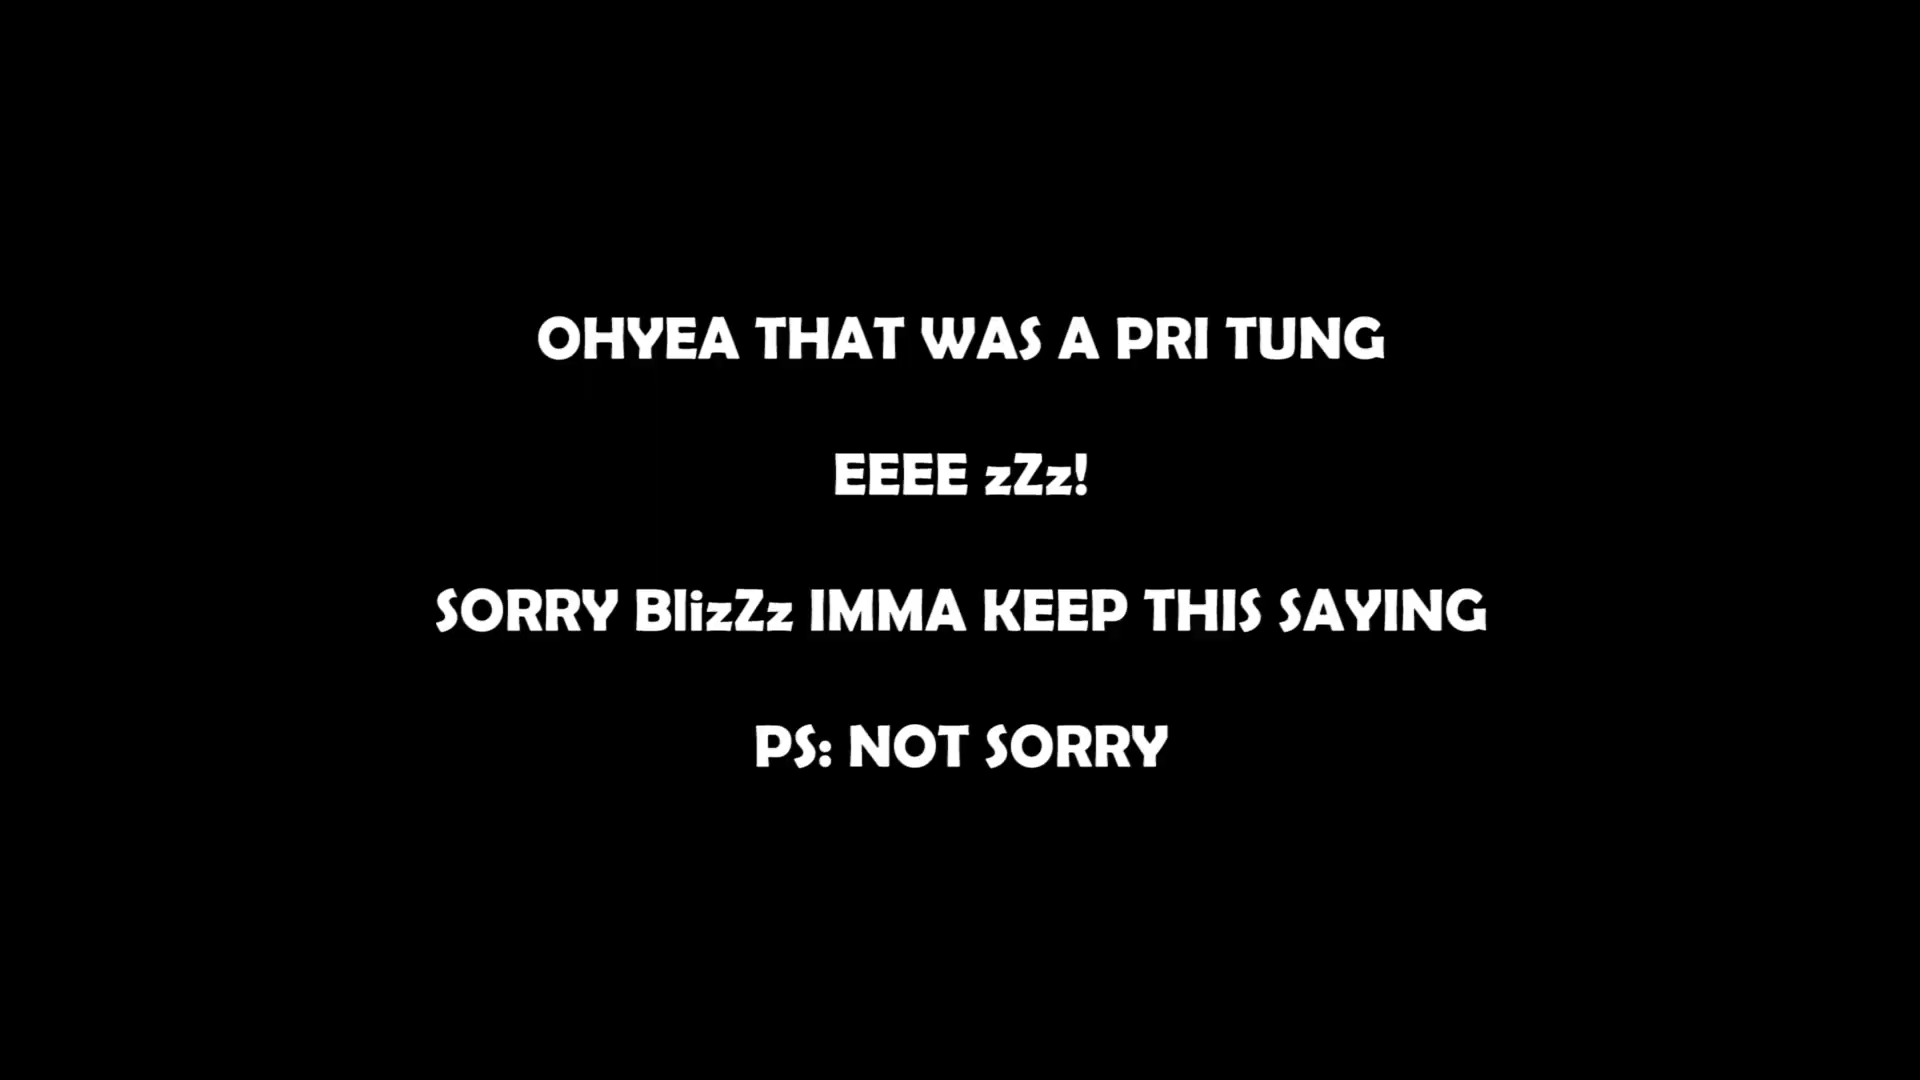 OHYEA THAT WAS A PRI TUNG
EEEE zZz!
SORRY BlizZz IMMA KEEP THIS SAYING
PS: NOT SORRY